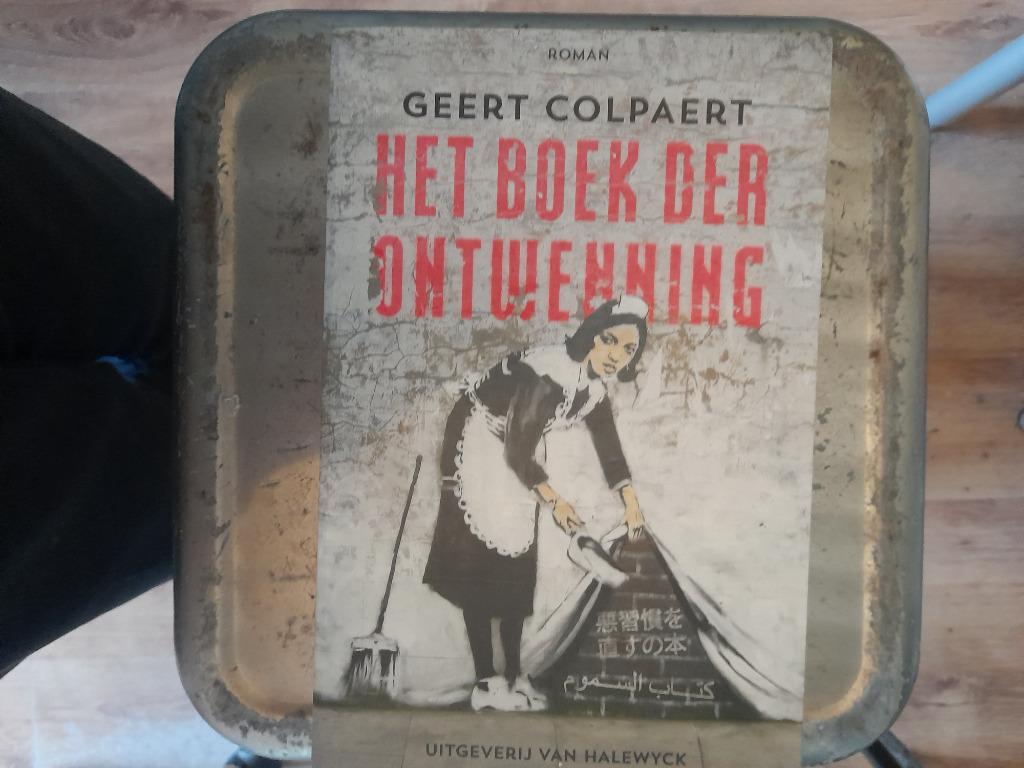 ROMAN
GEERT COLPAERT
HET BOEK DER
ONTWENNING
悪習慣を
直すの本
كتاب السموم
UITGEVERIJ VAN HALEWYCK